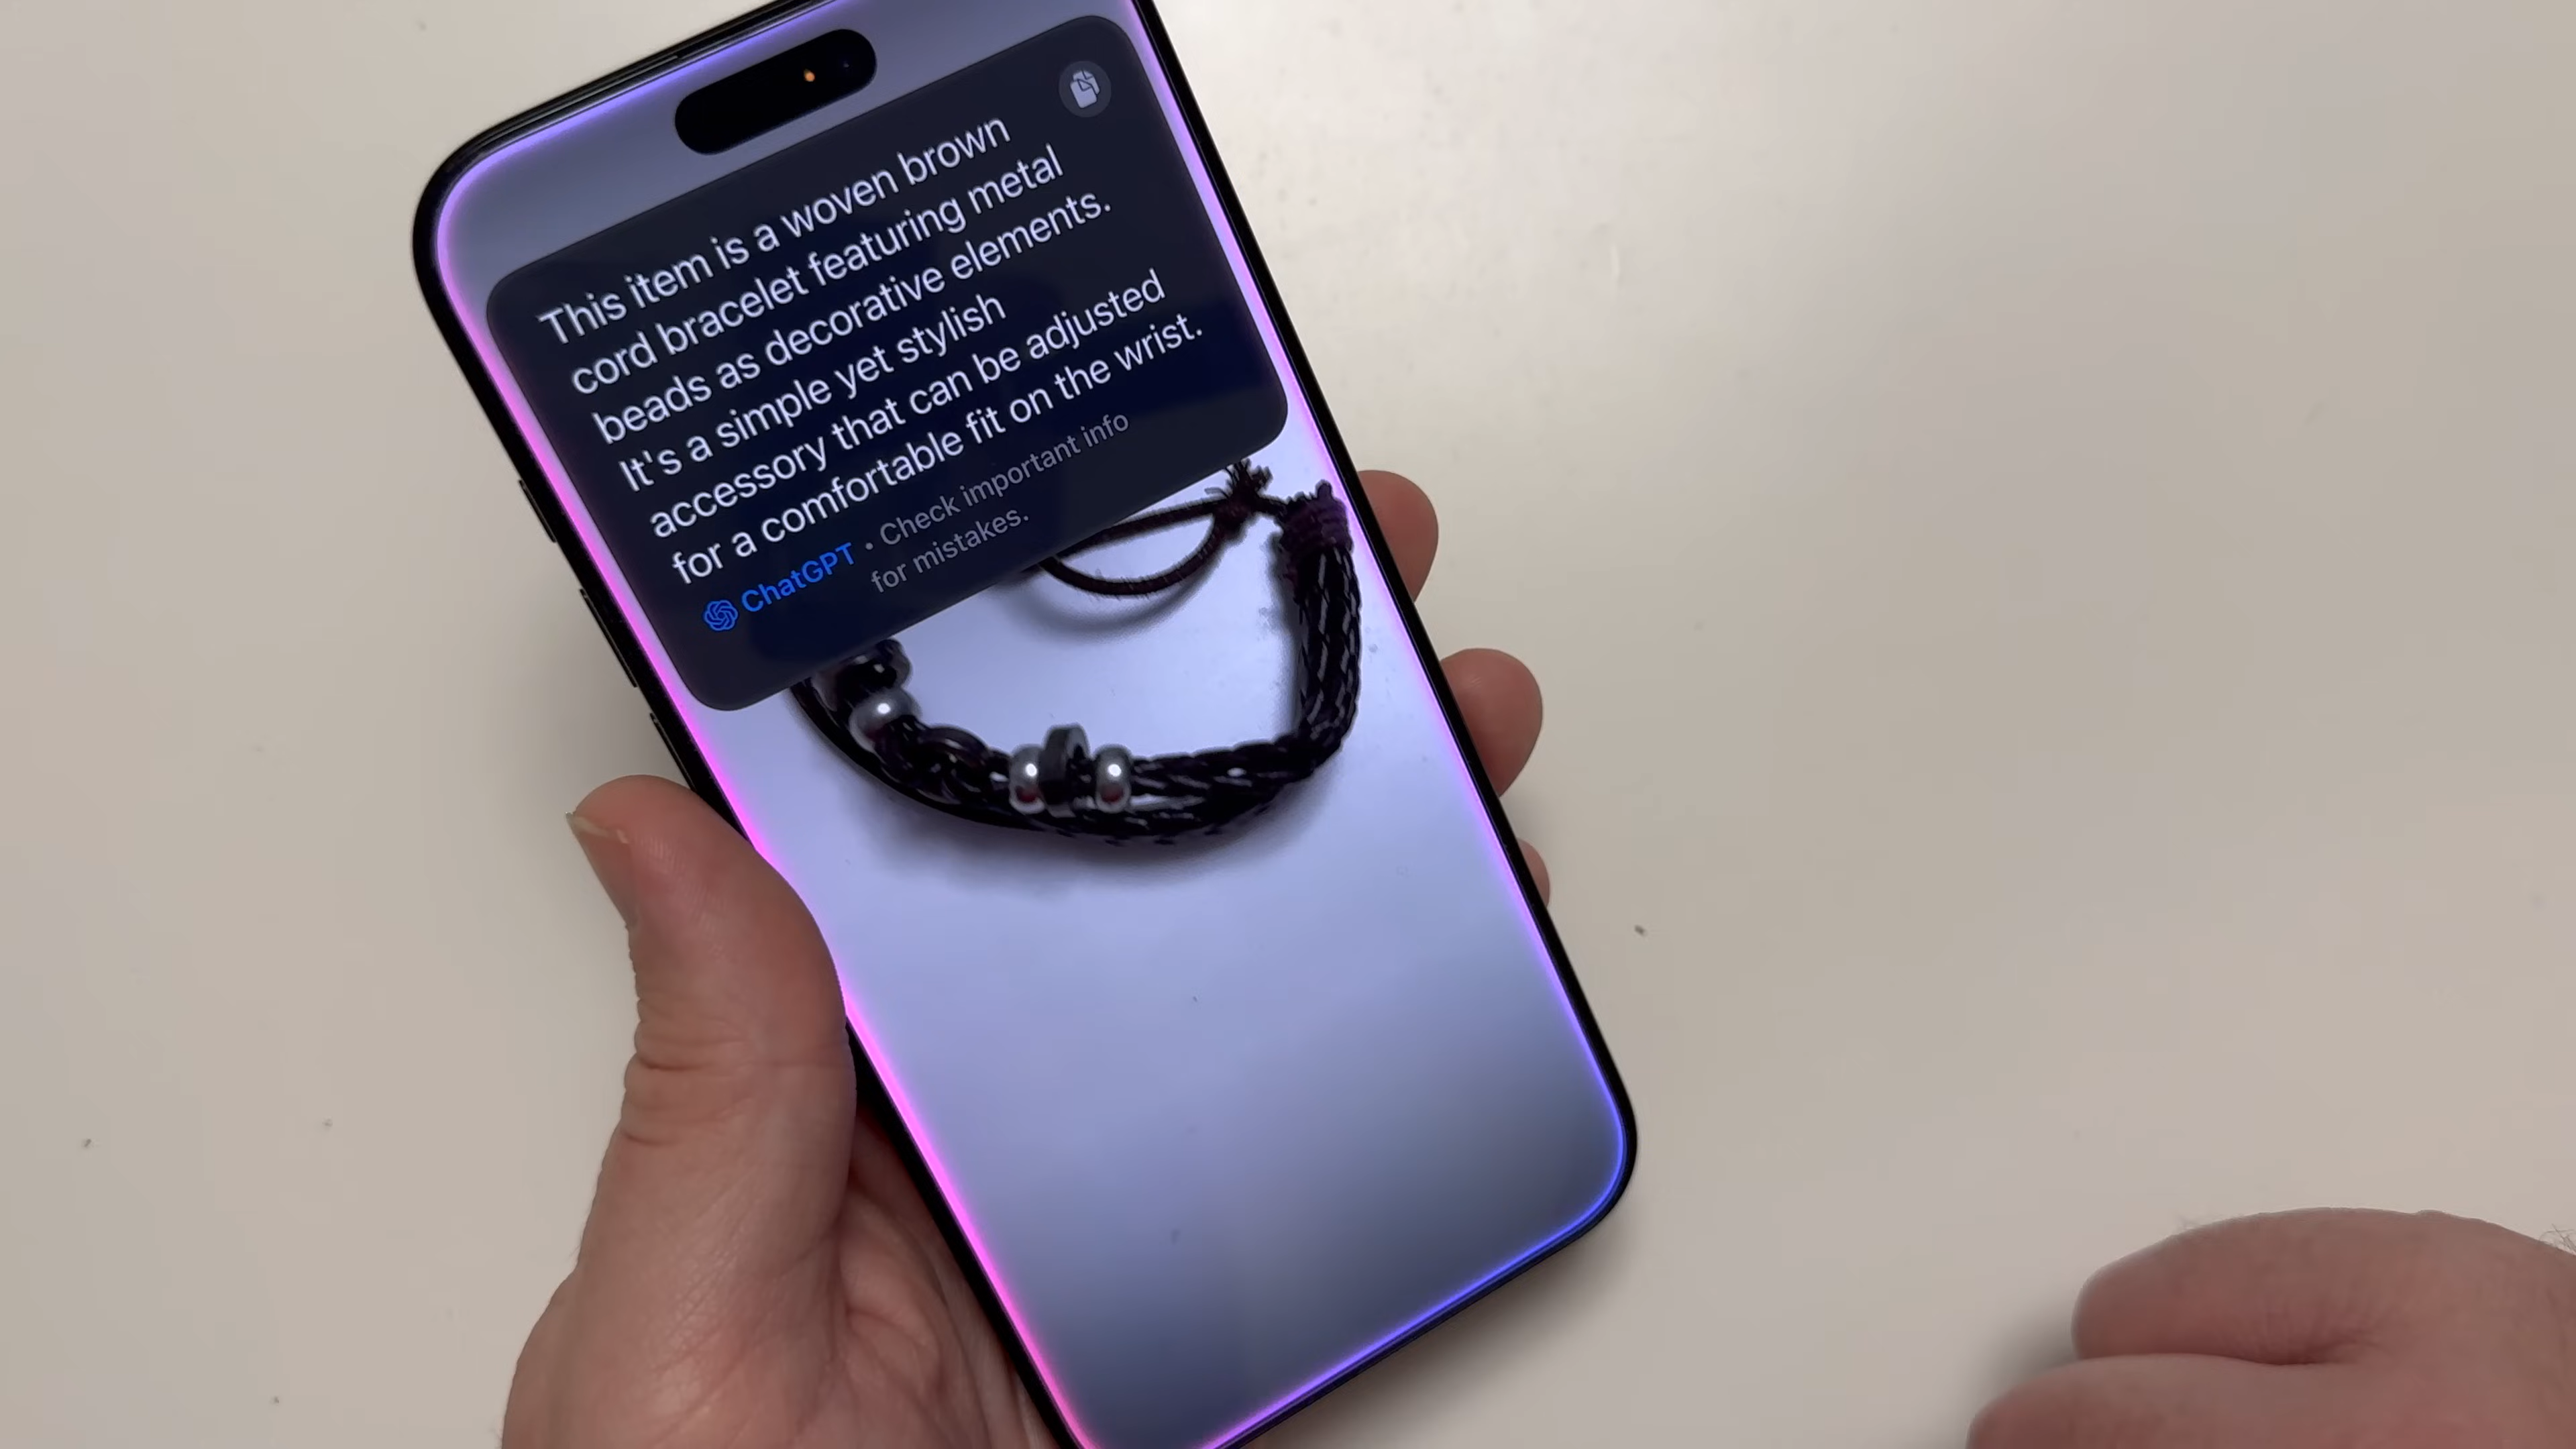 This item is a woven brown
cord bracelet featuring metal
beads as decorative elements.
It's a simple yet stylish
accessory that can be adjusted
for a comfortable fit on the wrist.
ChatGPT • Check important info
for mistakes.